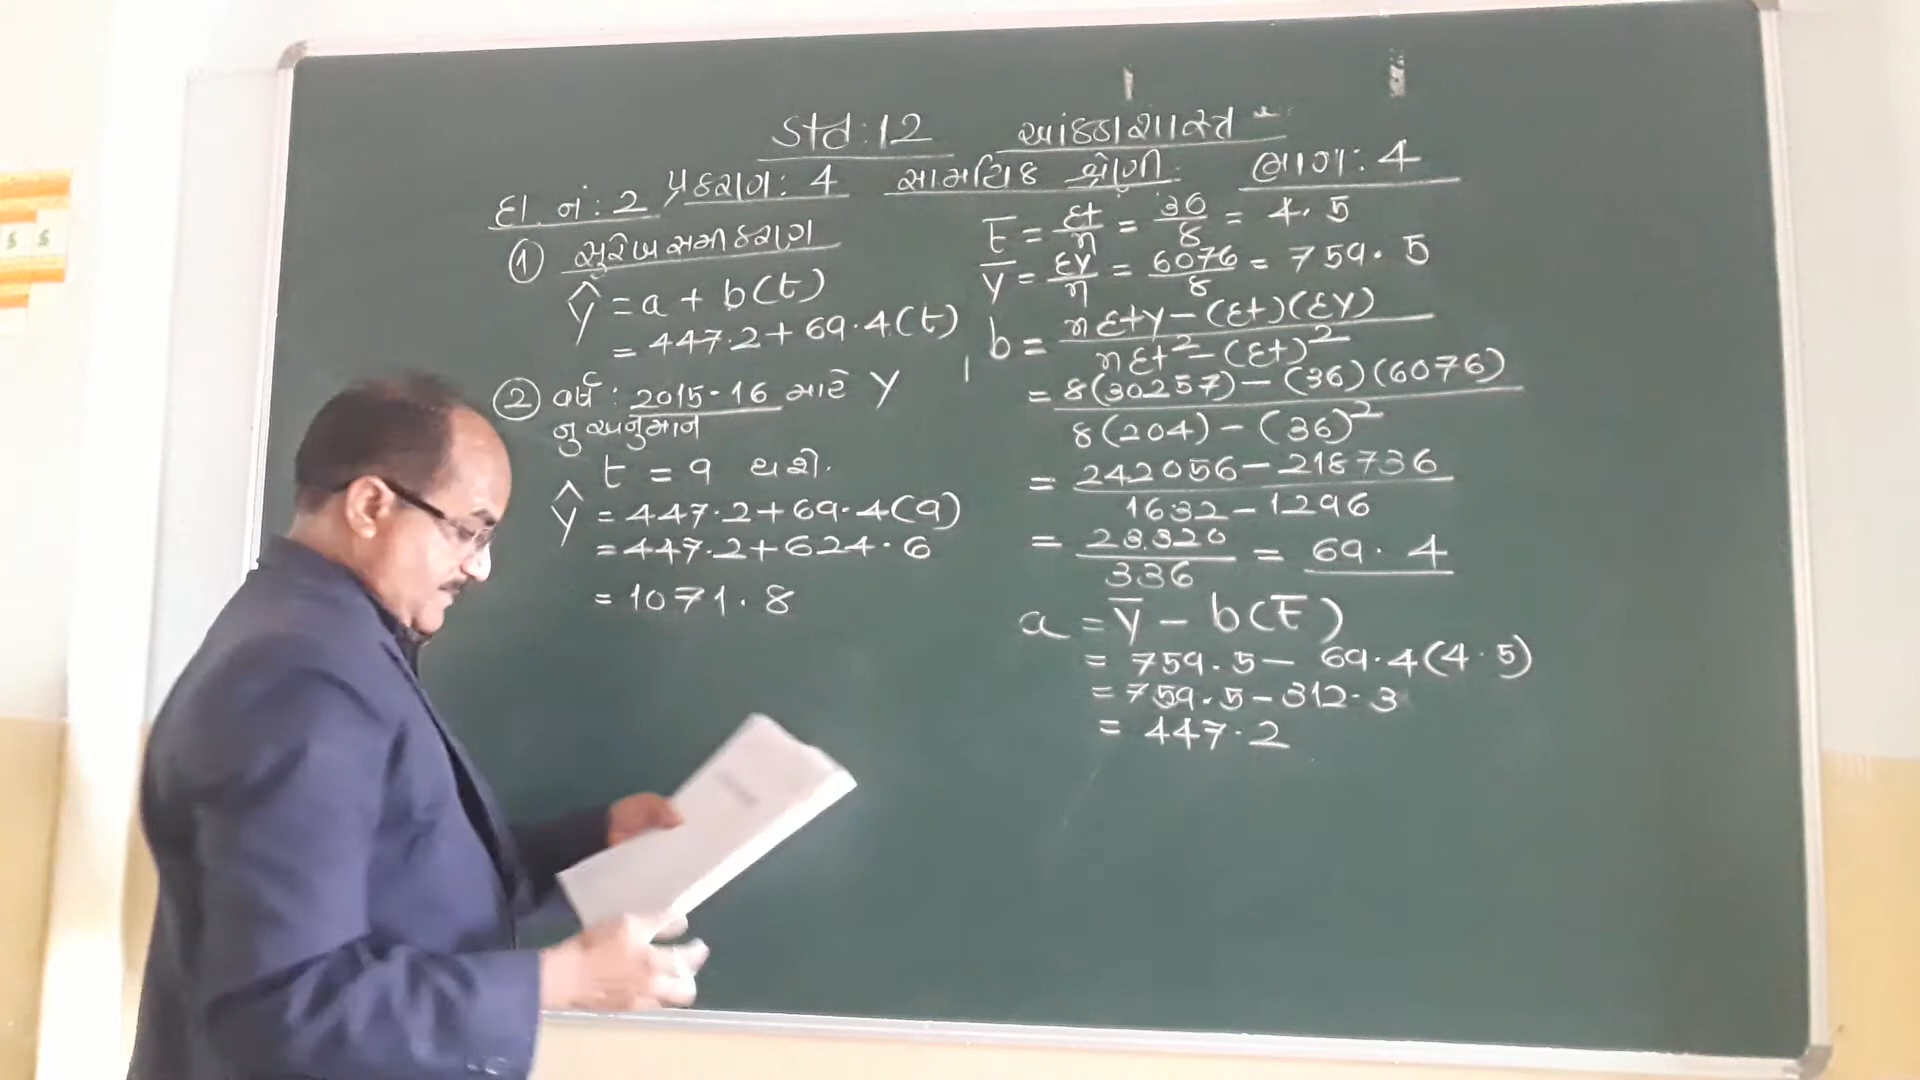 Std:12 આંકડાશાસ્ત્ર
પ્રકરણ: 4 સામયિક શ્રેણી. ભાગ: 4
દા. નં: 2
① સુરેખ સમીકરણ
ŷ = a + b(t)
= 447.2 + 69.4(t)
② વર્ષ: 2015-16 માટે y
નુ અનુમાન
t = 9 થશે.
ŷ = 447.2 + 69.4(9)
= 447.2 + 624.6
= 1071.8
t̄ = Σt/n = 36/8 = 4.5
ȳ = Σy/n = 6076/8 = 759.5
b = nΣty - (Σt)(Σy) / nΣt² - (Σt)²
= 8(30257) - (36)(6076) / 8(204) - (36)²
= 242056 - 218736 / 1632 - 1296
= 23320 / 336 = 69.4
a = ȳ - b(t̄)
= 759.5 - 69.4(4.5)
= 759.5 - 312.3
= 447.2